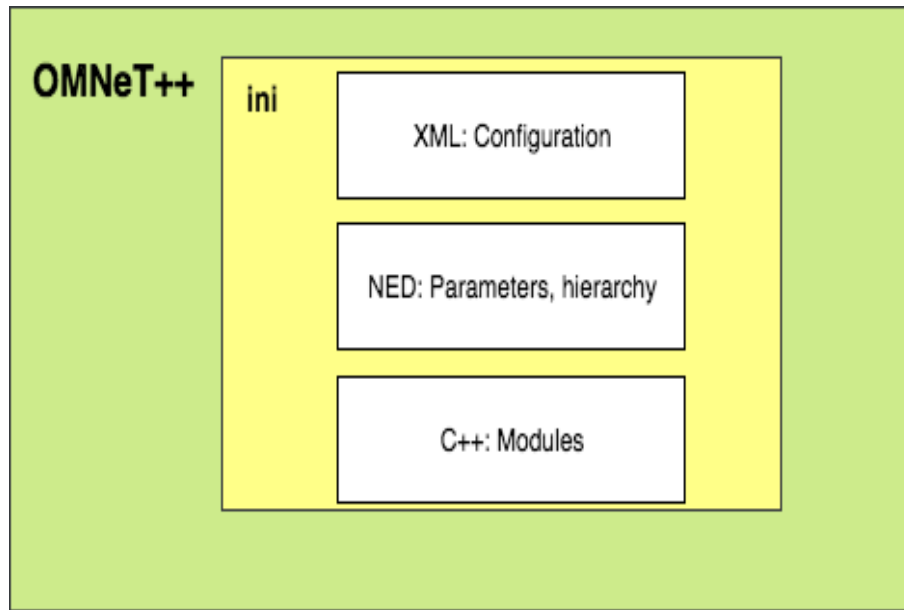 OMNeT++
ini
XML: Configuration
NED: Parameters, hierarchy
C++: Modules